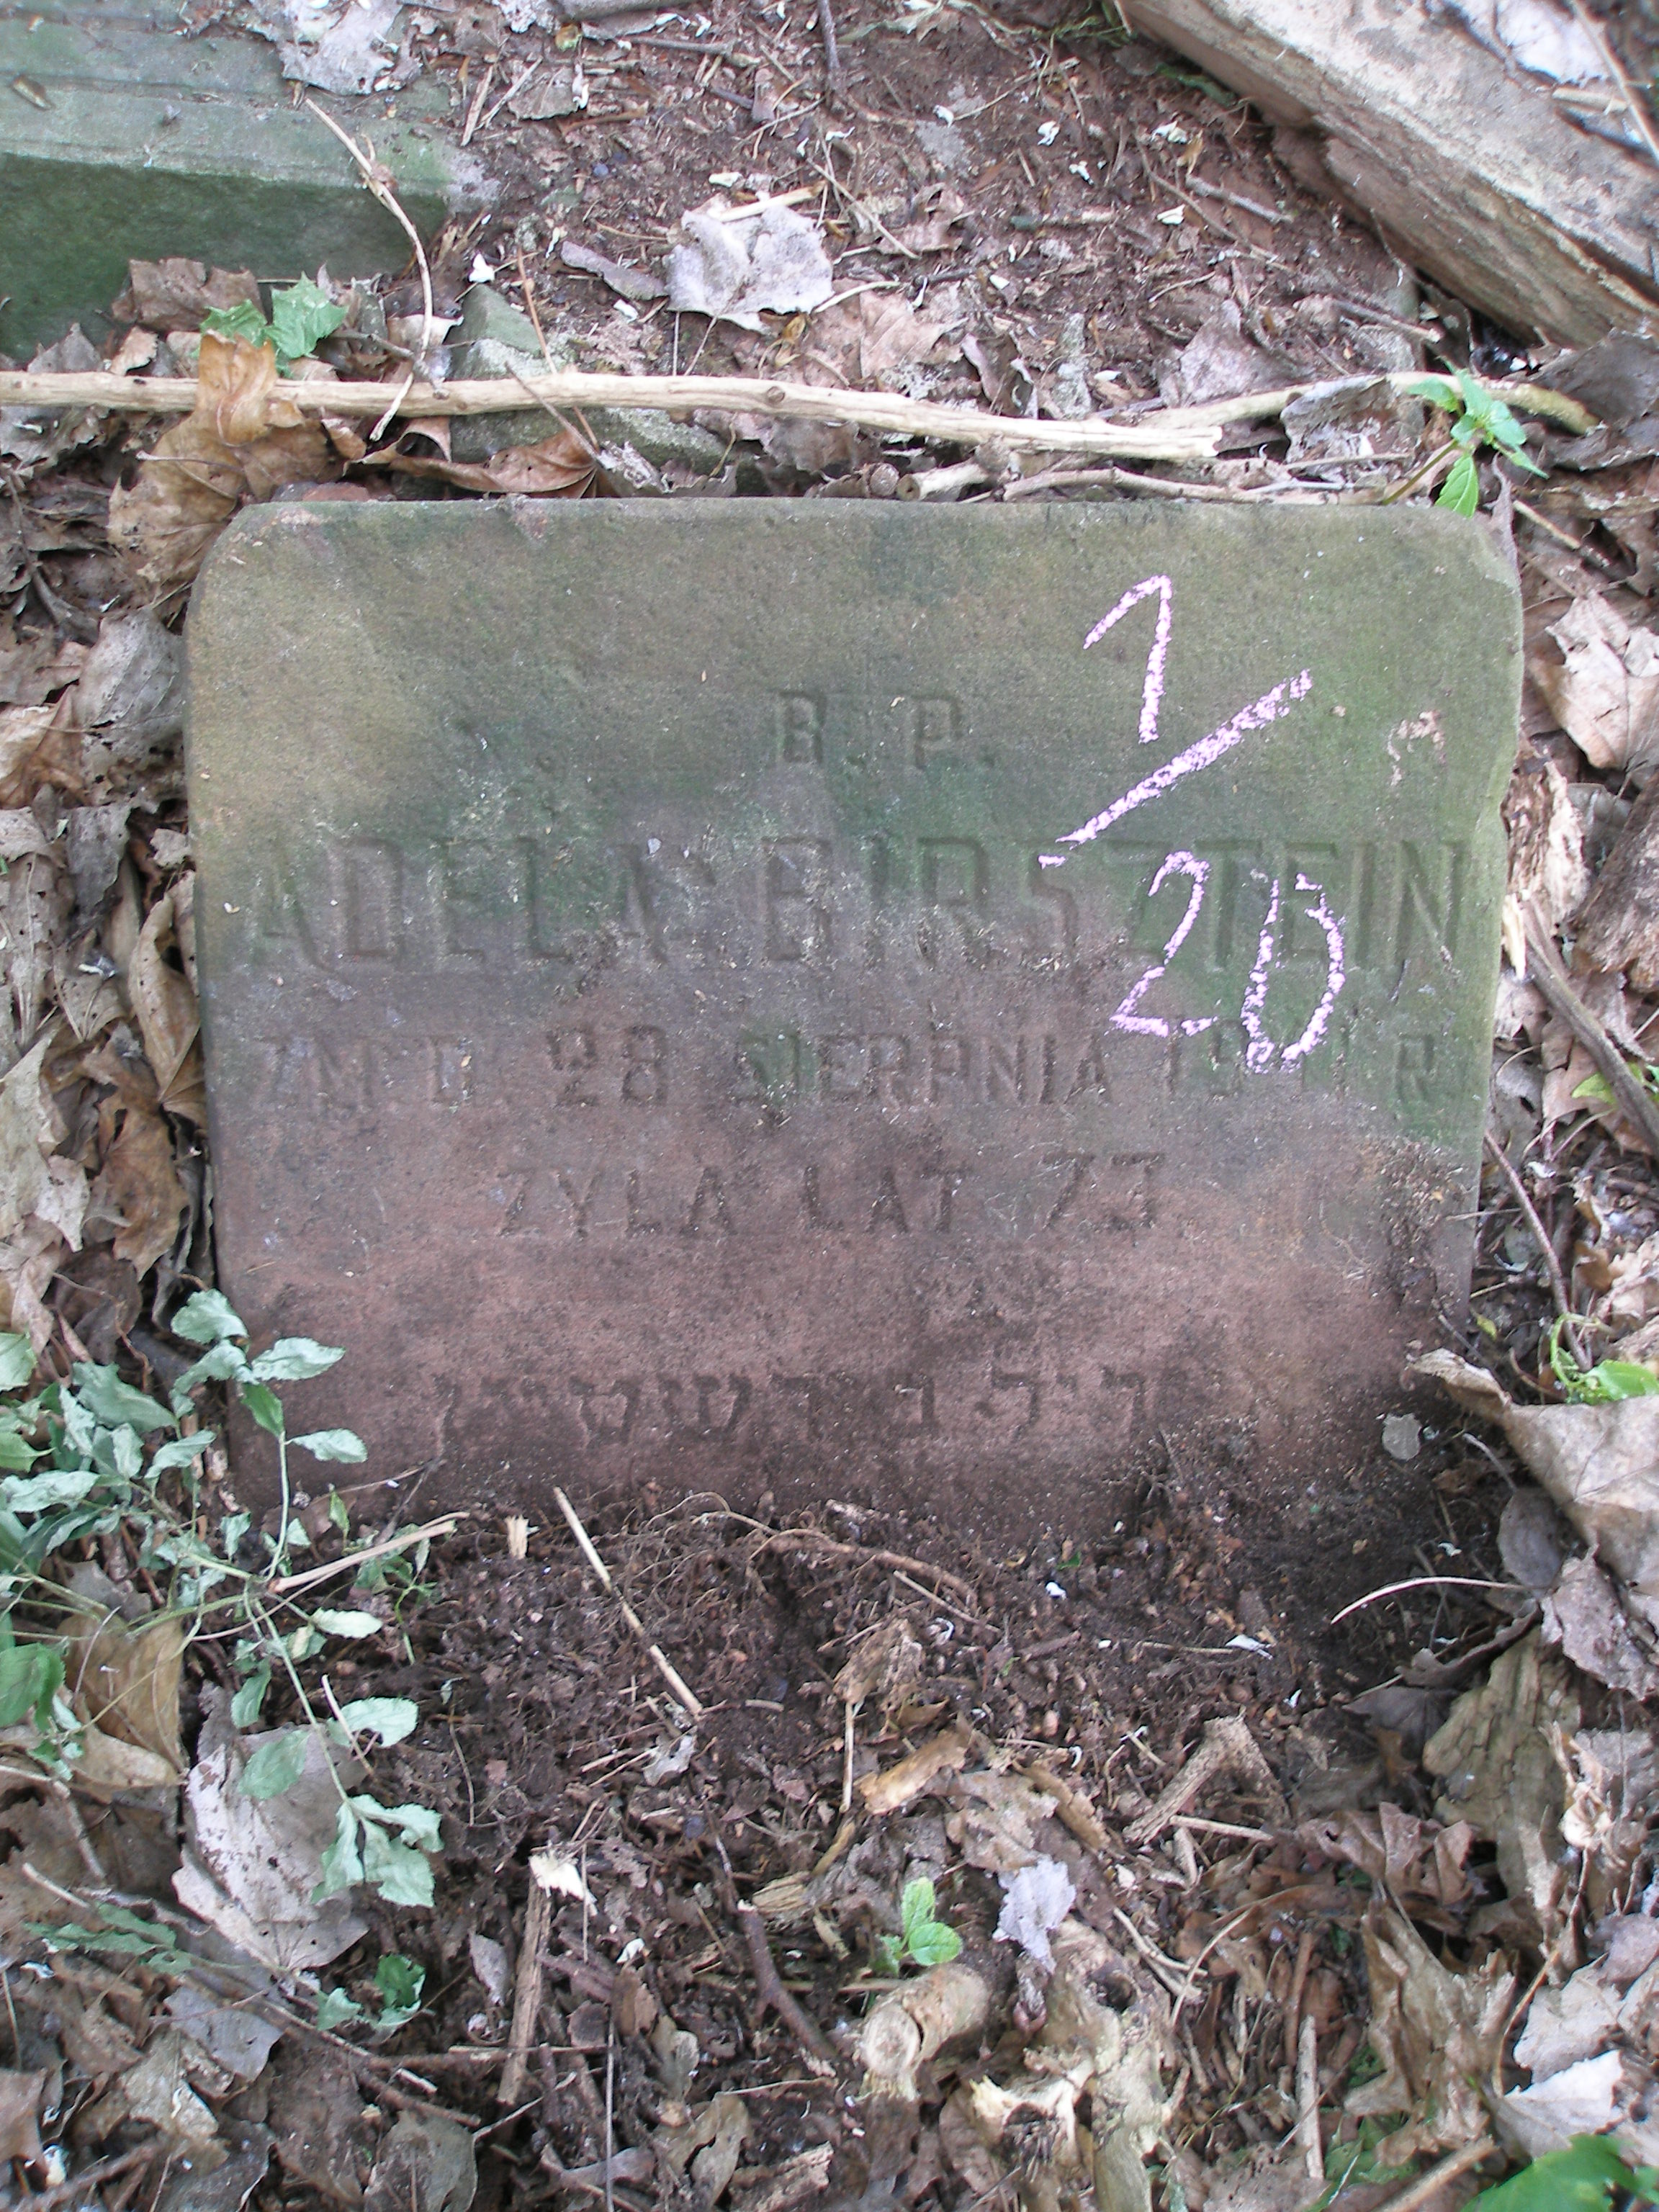 Ś. P.
ADELA BIRSZTEIN
ZM. D. 28 SIERPNIA R
ŻYŁA LAT 73
1/20